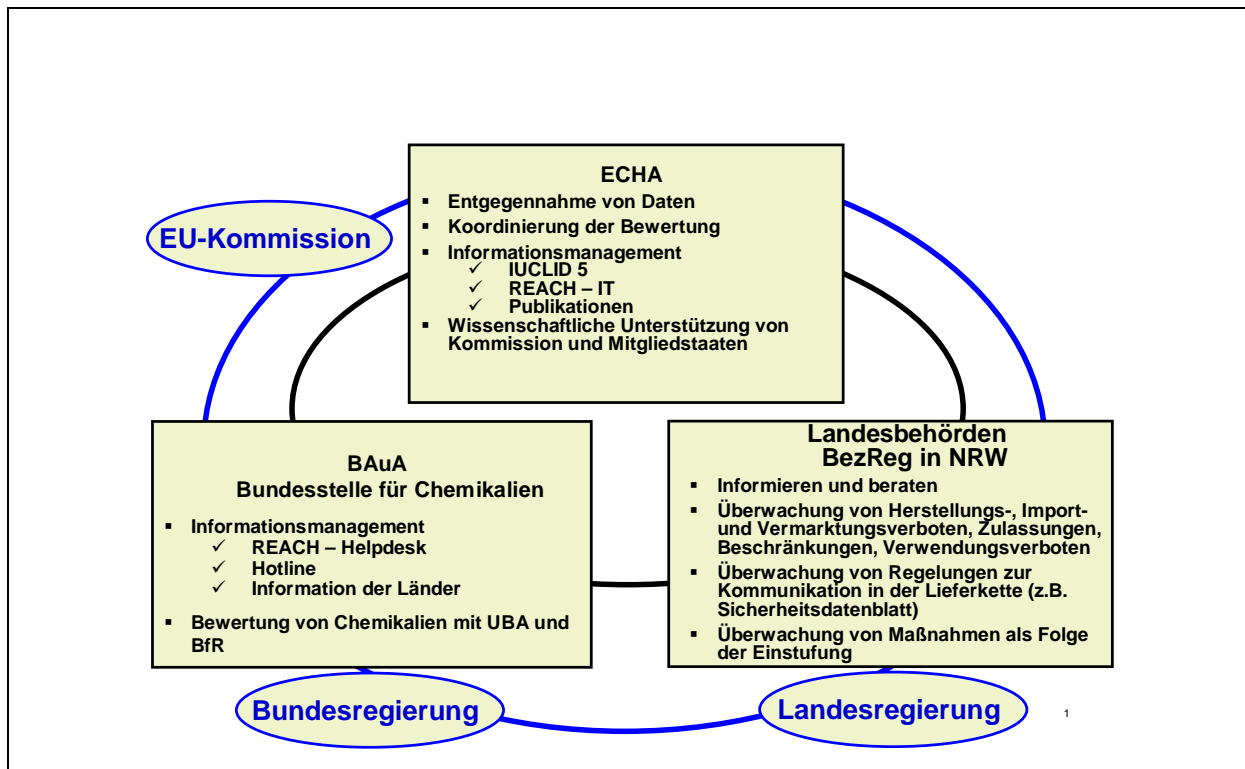 ECHA
▪ Entgegennahme von Daten
▪ Koordinierung der Bewertung
▪ Informationsmanagement
✓ IUCLID 5
✓ REACH – IT
✓ Publikationen
▪ Wissenschaftliche Unterstützung von
Kommission und Mitgliedstaaten
EU-Kommission
BAuA
Bundesstelle für Chemikalien
▪ Informationsmanagement
✓ REACH – Helpdesk
✓ Hotline
✓ Information der Länder
▪ Bewertung von Chemikalien mit UBA und
BfR
Landesbehörden
BezReg in NRW
▪ Informieren und beraten
▪ Überwachung von Herstellungs-, Import-
und Vermarktungsverboten, Zulassungen,
Beschränkungen, Verwendungsverboten
▪ Überwachung von Regelungen zur
Kommunikation in der Lieferkette (z.B.
Sicherheitsdatenblatt)
▪ Überwachung von Maßnahmen als Folge
der Einstufung
Bundesregierung
Landesregierung
1